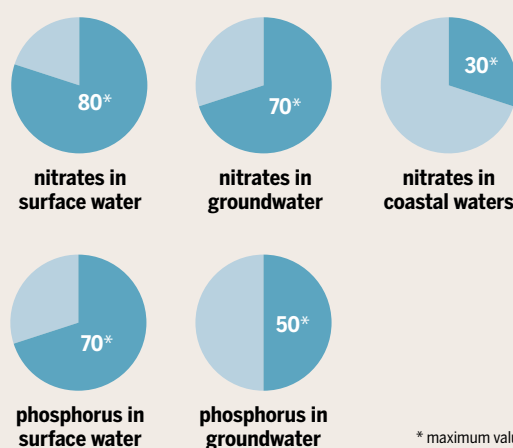 80*
70*
30*
nitrates in
surface water
nitrates in
groundwater
nitrates in
coastal waters
70*
50*
phosphorus in
surface water
phosphorus in
groundwater
* maximum